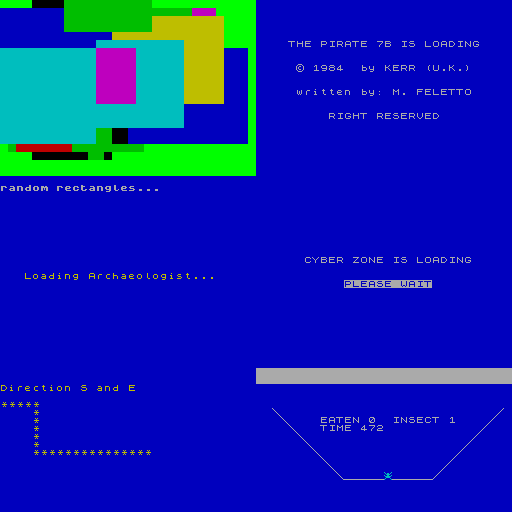 THE PIRATE 7B IS LOADING
© 1984  by KERR (U.K.)
written by: M. FELETTO
RIGHT RESERVED
random rectangles...
Loading Archaeologist...
CYBER ZONE IS LOADING
PLEASE WAIT
Direction S and E
*****
*
*
*
*
*
***************
EATEN 0  INSECT 1
TIME 472